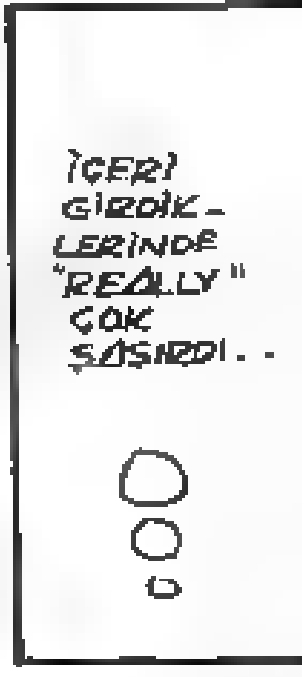 İÇERİ
GİRDİK-
LERİNDE
"REALLY"
ÇOK
ŞAŞIRDI..